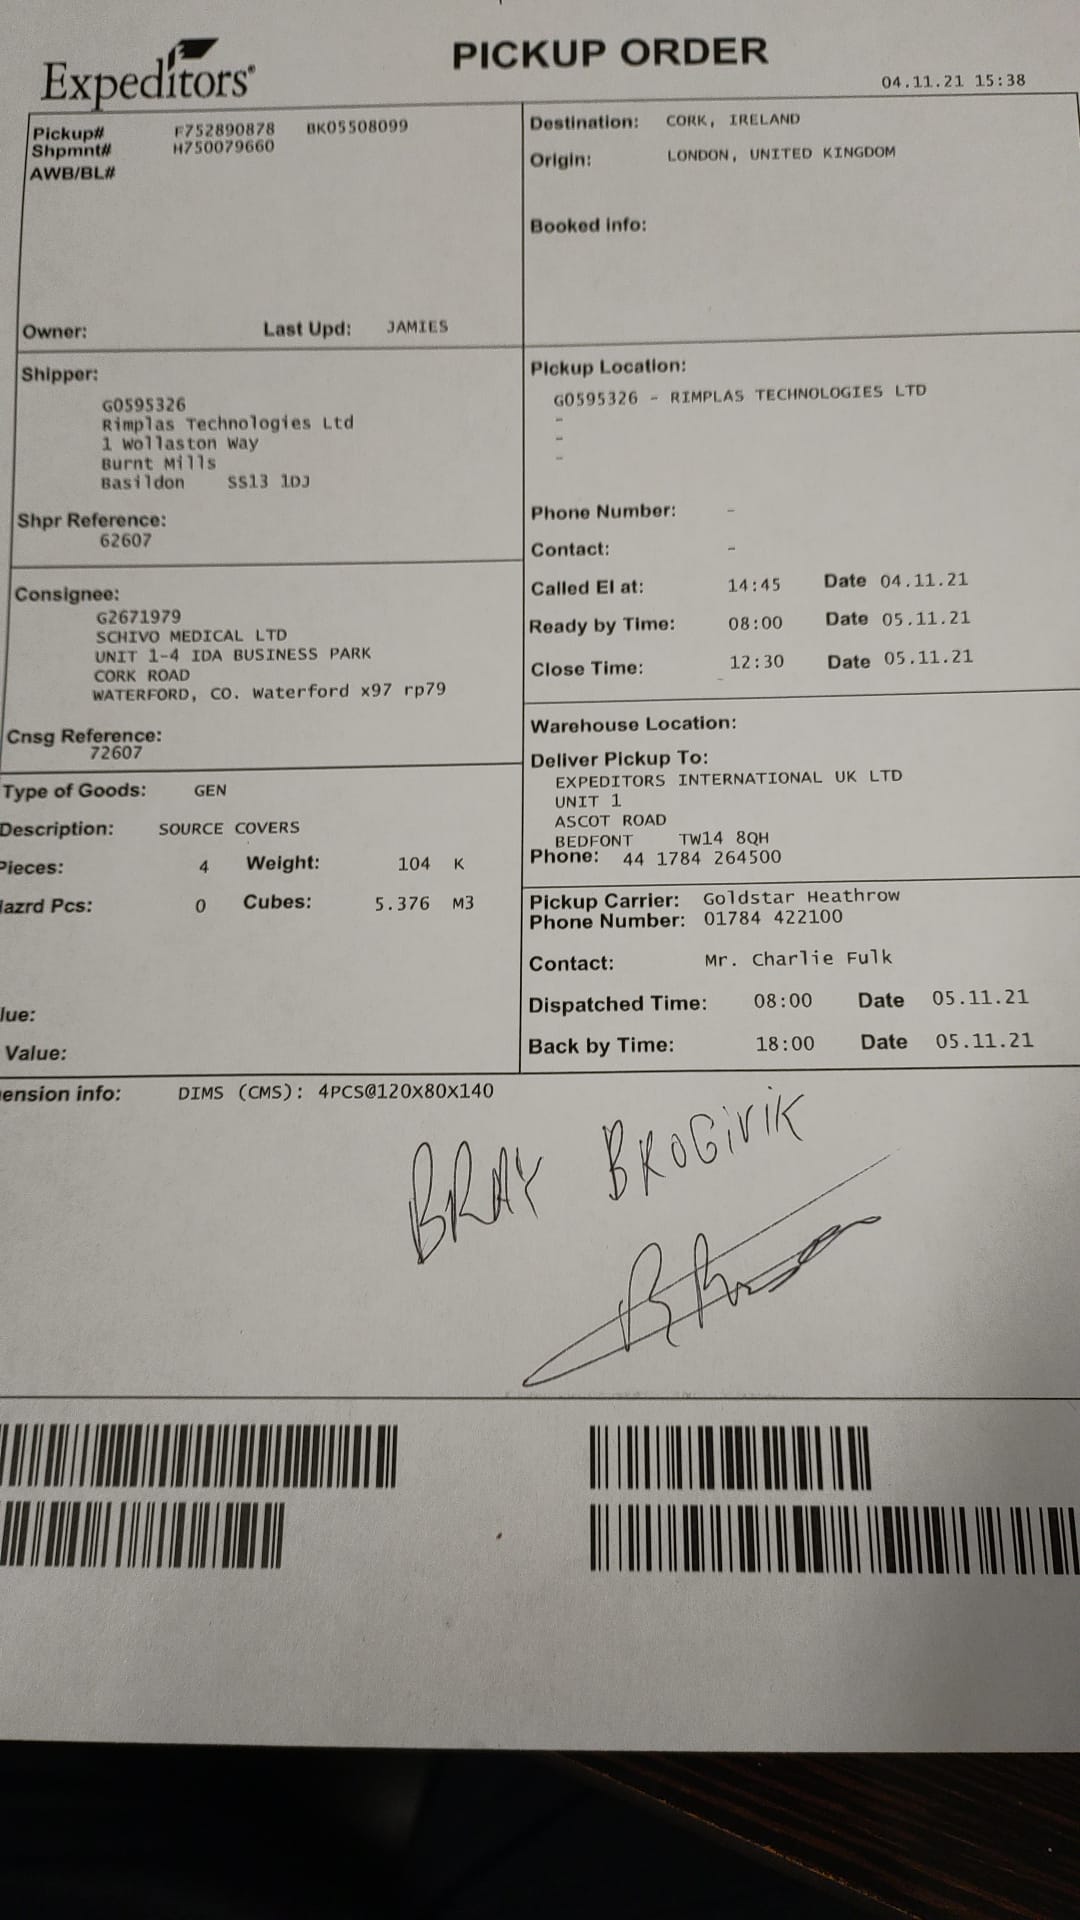 Expeditors®
PICKUP ORDER
04.11.21 15:38
Pickup# F752890878 BK05508099
Shpmnt# H750079660
AWB/BL#
Owner: Last Upd: JAMIES
Destination: CORK, IRELAND
Origin: LONDON, UNITED KINGDOM
Booked info:
Shipper:
G0595326
Rimplas Technologies Ltd
1 Wollaston Way
Burnt Mills
Basildon SS13 1DJ
Shpr Reference:
62607
Pickup Location:
G0595326 - RIMPLAS TECHNOLOGIES LTD
-
-
-
Phone Number: -
Contact: -
Called EI at: 14:45 Date 04.11.21
Ready by Time: 08:00 Date 05.11.21
Close Time: 12:30 Date 05.11.21
Consignee:
G2671979
SCHIVO MEDICAL LTD
UNIT 1-4 IDA BUSINESS PARK
CORK ROAD
WATERFORD, CO. Waterford x97 rp79
Cnsg Reference:
72607
Warehouse Location:
Deliver Pickup To:
EXPEDITORS INTERNATIONAL UK LTD
UNIT 1
ASCOT ROAD
BEDFONT TW14 8QH
Phone: 44 1784 264500
Type of Goods: GEN
Description: SOURCE COVERS
Pieces: 4 Weight: 104 K
Hazrd Pcs: 0 Cubes: 5.376 M3
lue:
Value:
Pickup Carrier: Goldstar Heathrow
Phone Number: 01784 422100
Contact: Mr. Charlie Fulk
Dispatched Time: 08:00 Date 05.11.21
Back by Time: 18:00 Date 05.11.21
ension info: DIMS (CMS): 4PCS@120X80X140
BRAY BROGIVIK